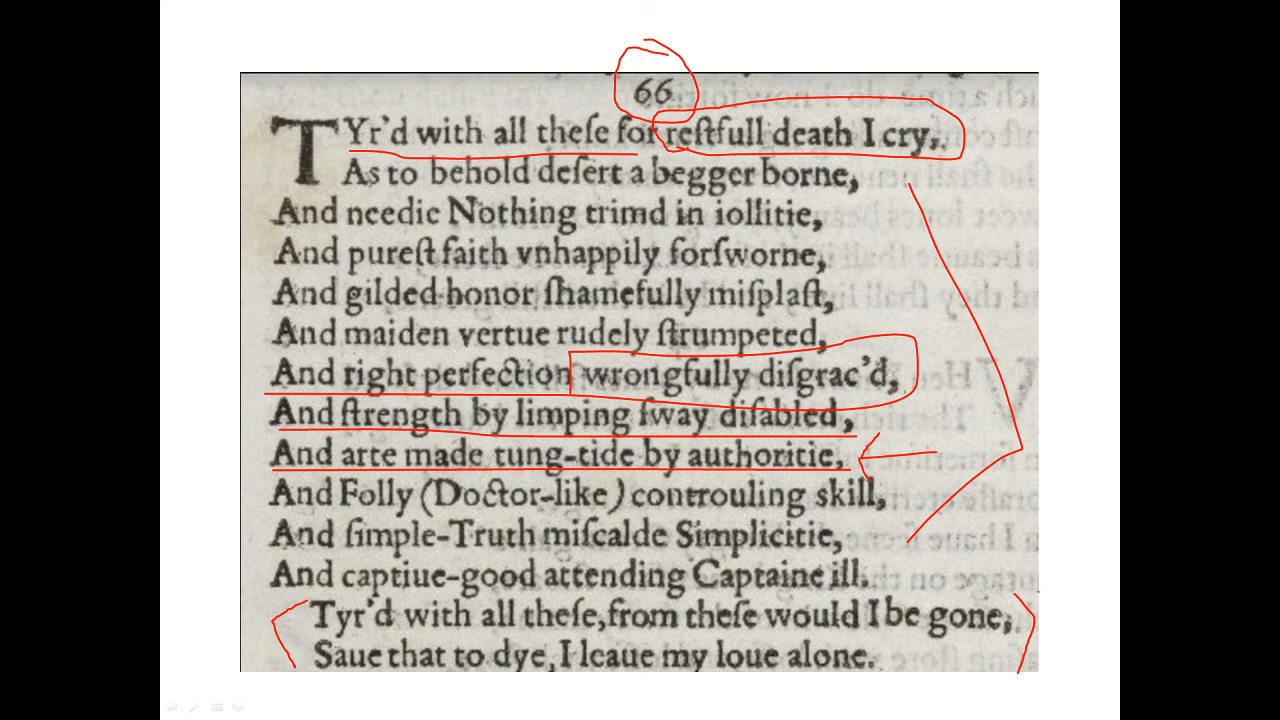 66
TYr'd with all theſe for reſtfull death I cry,
As to behold deſert a begger borne,
And needie Nothing trimd in iollitie,
And pureſt faith vnhappily forſworne,
And gilded honor ſhamefully miſplaſt,
And maiden vertue rudely ſtrumpeted,
And right perfection wrongfully diſgrac'd,
And ſtrength by limping ſway diſabled,
And arte made tung-tide by authoritie,
And Folly (Doctor-like) controuling skill,
And ſimple-Truth miſcalde Simplicitie,
And captiue-good attending Captaine ill.
Tyr'd with all theſe, from theſe would I be gone,
Saue that to dye, I leaue my loue alone.